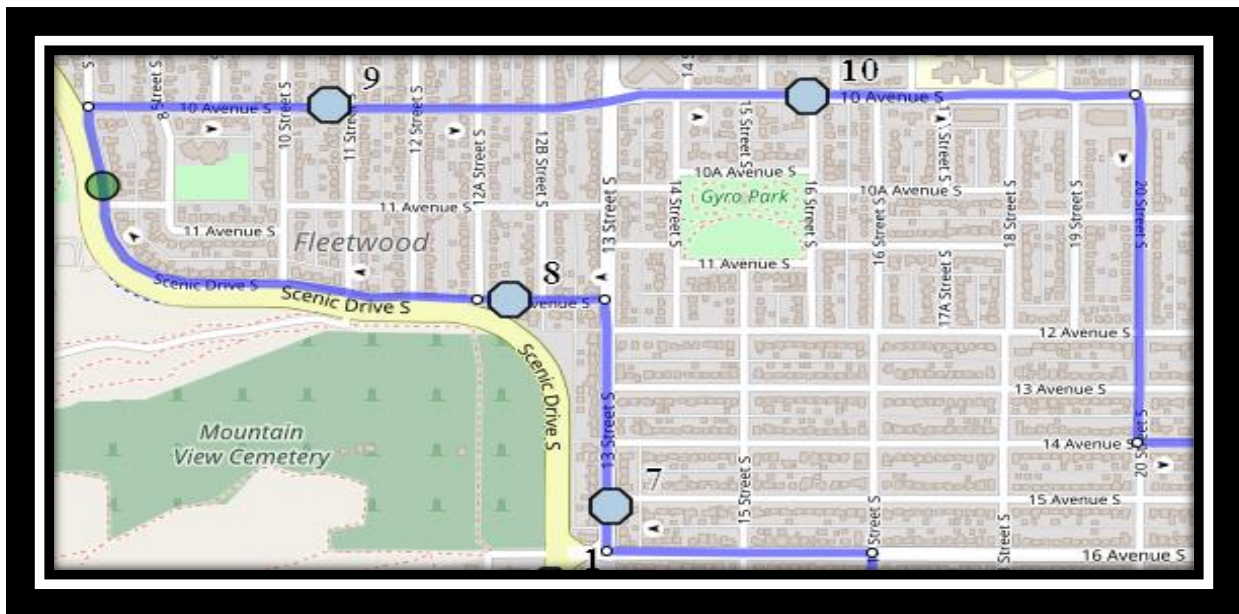 9
10
14 S
S
8 Street S
10 Avenue S
10 Avenue S
10 Street S
11 Street S
12 Street S
12A Street S
12B Street S
13 Street S
15 Street S
10A Avenue S
10A Avenue S
Gyro Park
14 Street S
16 Street S
16 Street S
18 Street S
19 Street S
20 Street S
11 Avenue S
11 Avenue S
Fleetwood
11 Avenue S
17A Street S
8
Scenic Drive S
Scenic Drive S
venue S
12 Avenue S
Scenic Drive S
13 Avenue S
13 Street S
Mountain
View Cemetery
14 Avenue S
20 Street S
7
15 Street S
15 Avenue S
Street S
Street S
1
16 Avenue S